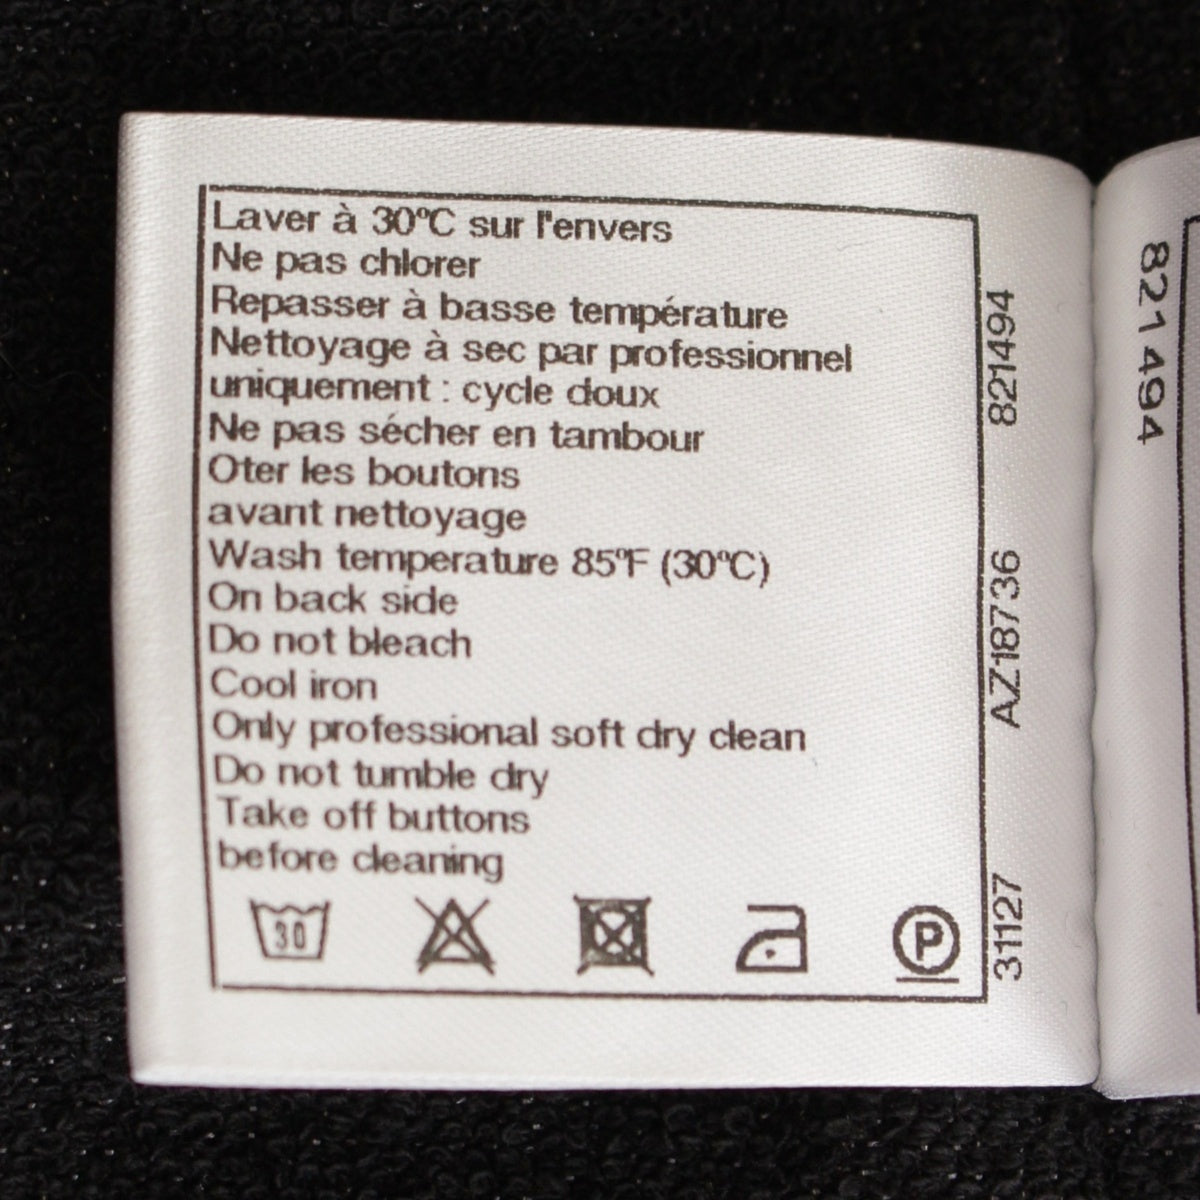 Laver à 30°C sur l'envers
Ne pas chlorer
Repasser à basse température
Nettoyage à sec par professionnel
uniquement : cycle doux
Ne pas sécher en tambour
Oter les boutons
avant nettoyage
Wash temperature 85°F (30°C)
On back side
Do not bleach
Cool iron
Only professional soft dry clean
Do not tumble dry
Take off buttons
before cleaning
30
P
31127
AZ18736
821494
821494